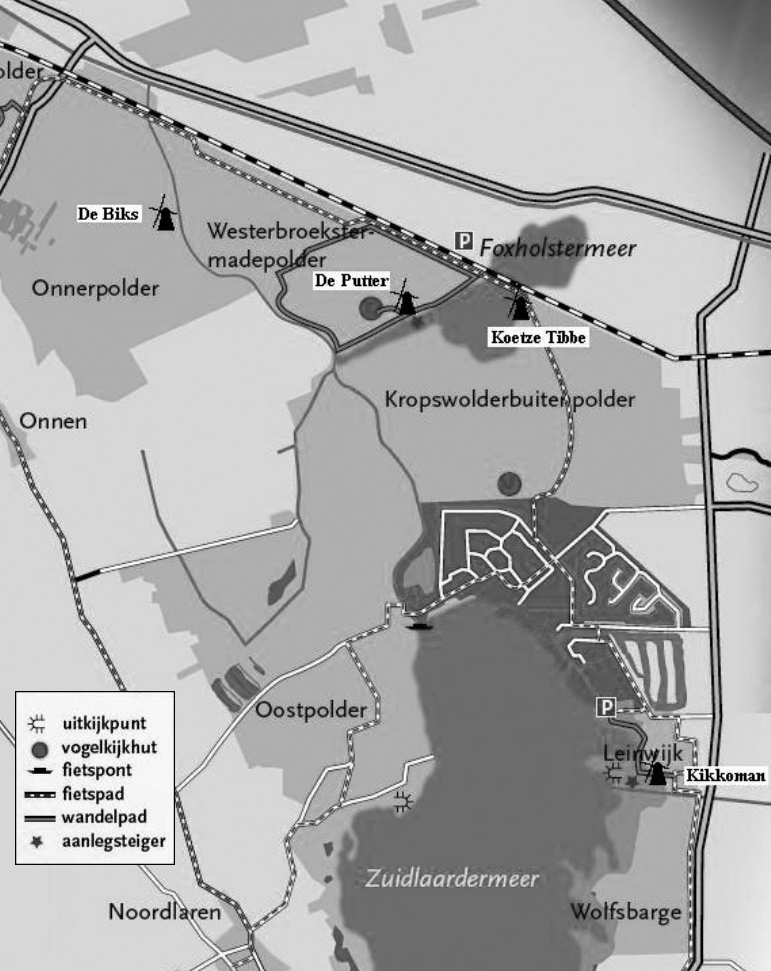 older
De Biks
Westerbroekster-
madepolder
P
Foxholstermeer
De Putter
Onnerpolder
Koetze Tibbe
Kropswolderbuitenpolder
Onnen
Oostpolder
P
Leinwijk
Kikkoman
uitkijkpunt
vogelkijkhut
fietspont
fietspad
wandelpad
aanlegsteiger
Zuidlaardermeer
Noordlaren
Wolfsbarge